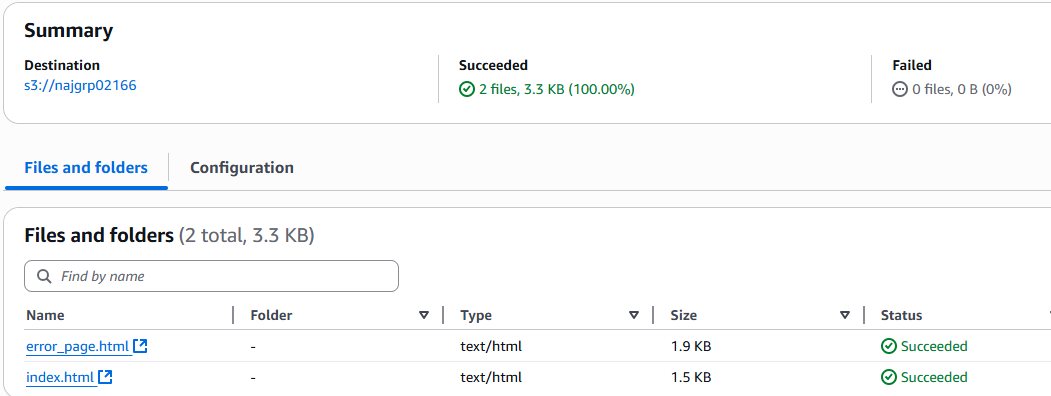 Summary
Destination Succeeded Failed
s3://najgrp02166 2 files, 3.3 KB (100.00%) 0 files, 0 B (0%)
Files and folders Configuration
Files and folders (2 total, 3.3 KB)
Find by name
Name Folder Type Size Status
error_page.html - text/html 1.9 KB Succeeded
index.html - text/html 1.5 KB Succeeded